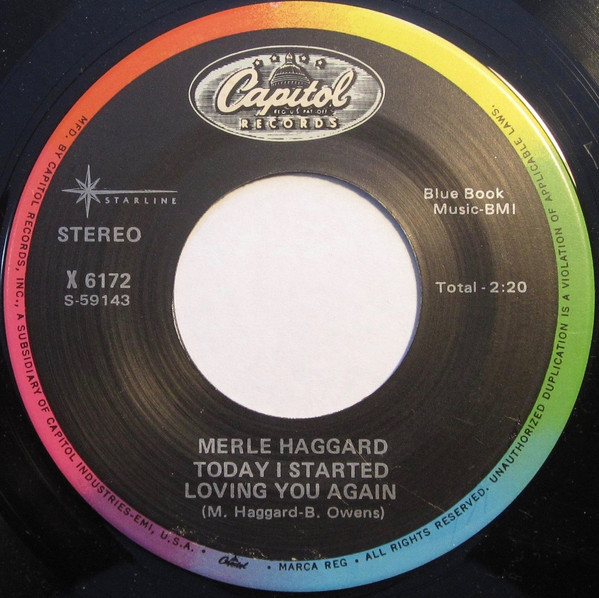 Capitol
REG. U.S. PAT. OFF.
RECORDS
STARLINE
STEREO
X 6172
S-59143
Blue Book
Music-BMI
Total - 2:20
MERLE HAGGARD
TODAY I STARTED
LOVING YOU AGAIN
(M. Haggard-B. Owens)
MFD. BY CAPITOL RECORDS, INC., A SUBSIDIARY OF CAPITOL INDUSTRIES-EMI, U.S.A. • Capitol • MARCA REG • ALL RIGHTS RESERVED. UNAUTHORIZED DUPLICATION IS A VIOLATION OF APPLICABLE LAWS.